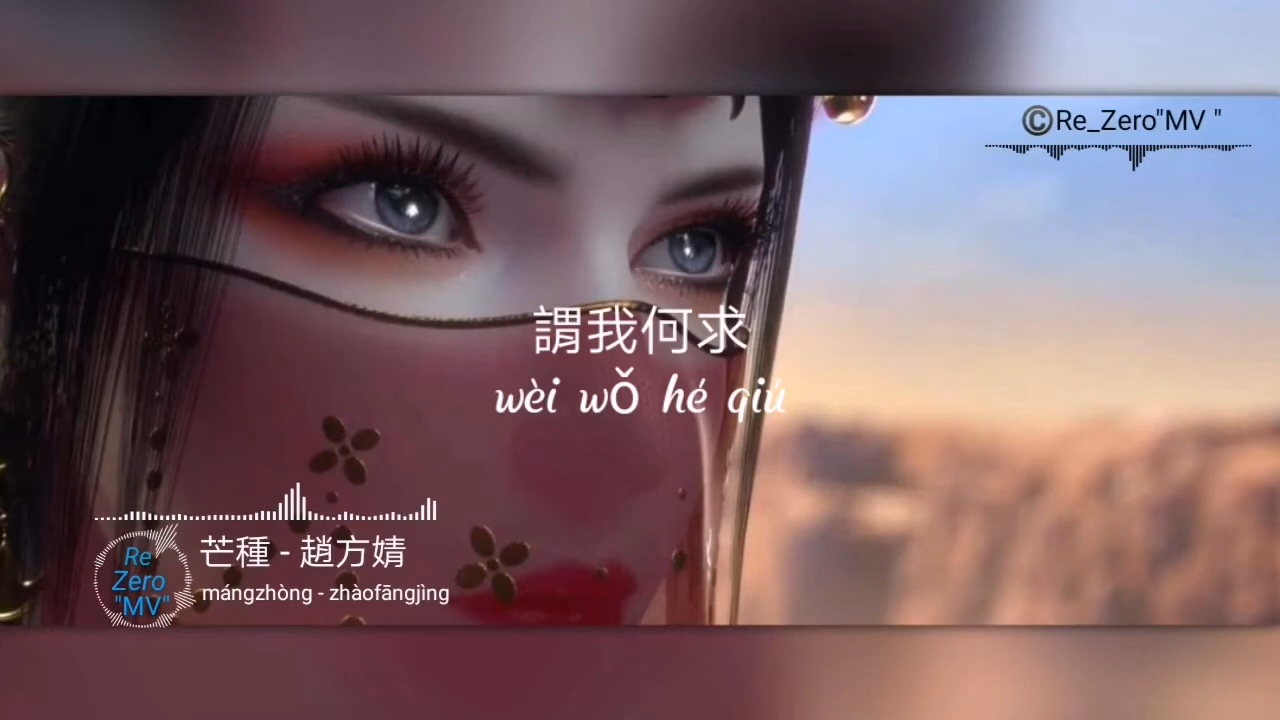 ©Re_Zero"MV "
謂我何求
wèi wǒ hé qiú
芒種 - 趙方婧
mángzhòng - zhàofāngjìng
Re
Zero
"MV"